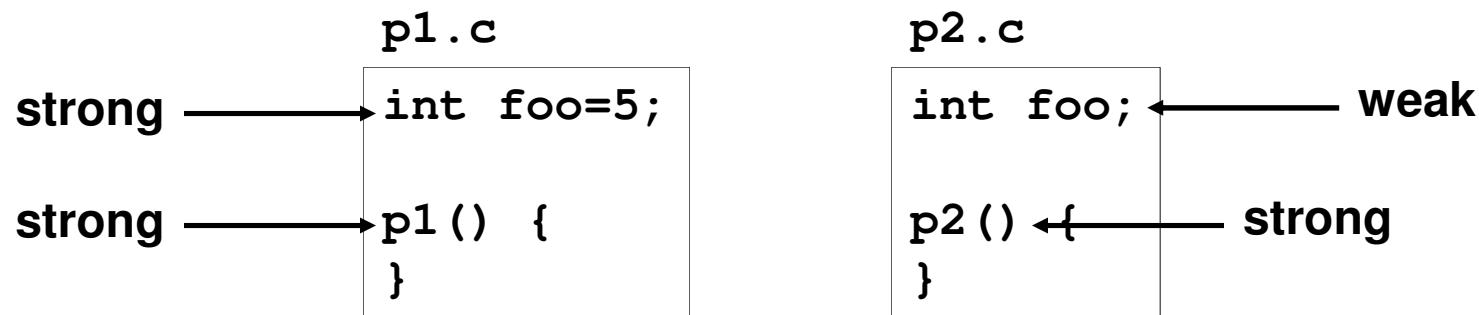 p1.c
strong
int foo=5;
strong
p1() {
}
p2.c
int foo;
weak
p2() {
strong
}